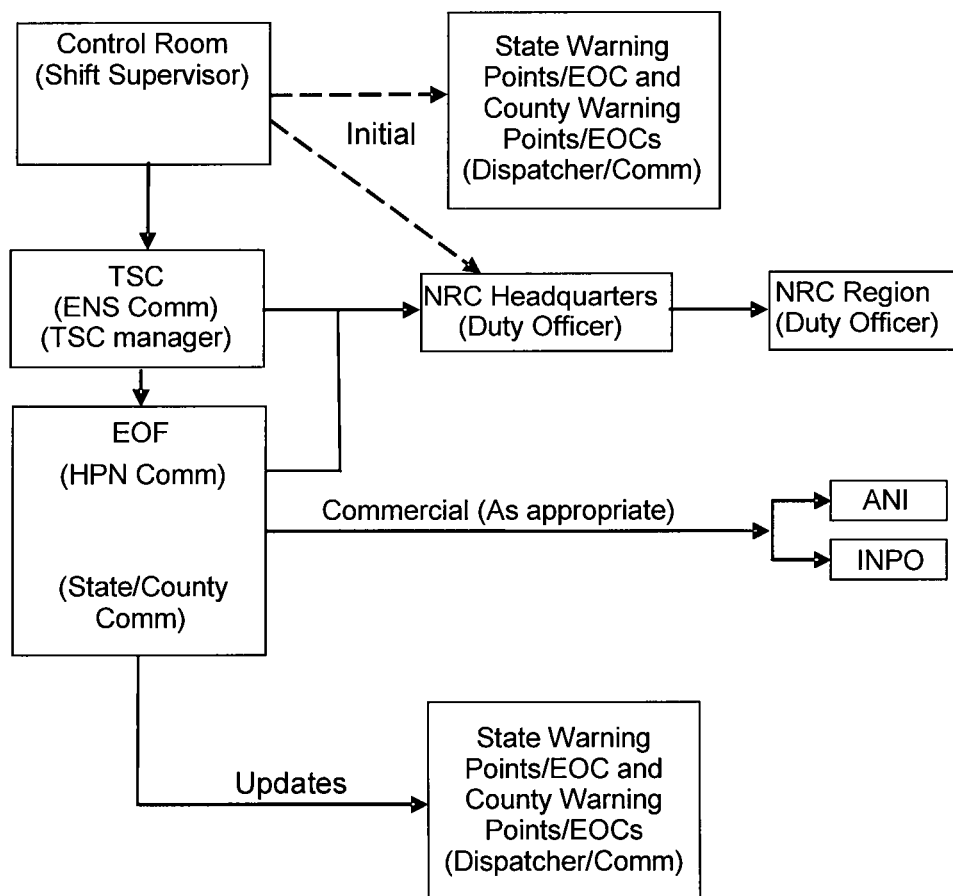 Control Room
(Shift Supervisor)
State Warning
Points/EOC and
County Warning
Points/EOCs
(Dispatcher/Comm)
Initial
TSC
(ENS Comm)
(TSC manager)
NRC Headquarters
(Duty Officer)
NRC Region
(Duty Officer)
EOF
(HPN Comm)
Commercial (As appropriate)
ANI
INPO
(State/County
Comm)
State Warning
Points/EOC and
County Warning
Points/EOCs
(Dispatcher/Comm)
Updates